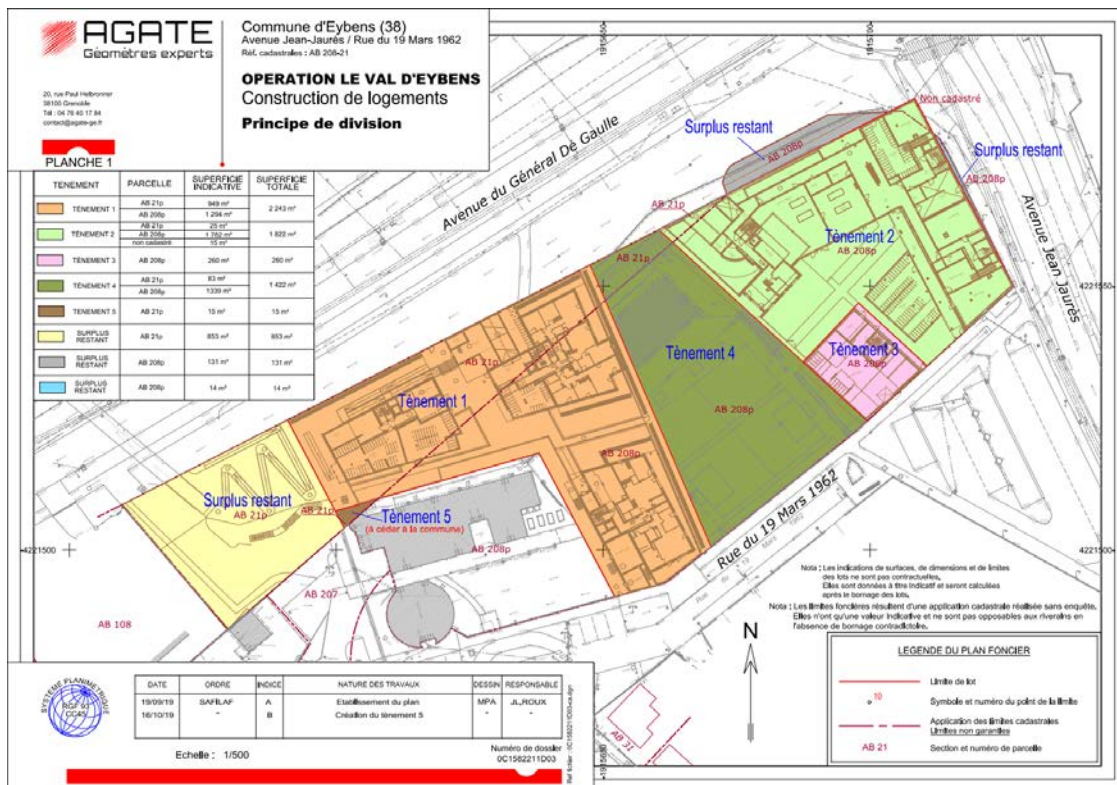 AGATE
Géomètres experts
20, rue Paul Helbronner
38100 Grenoble
Tél : 04 76 40 17 84
contact@agate-ge.fr
PLANCHE 1
Commune d'Eybens (38)
Avenue Jean-Jaurès / Rue du 19 Mars 1962
Réf. cadastrales : AB 208-21
OPERATION LE VAL D'EYBENS
Construction de logements
Principe de division
TENEMENT PARCELLE SUPERFICIE INDICATIVE SUPERFICIE TOTALE
TÈNEMENT 1 AB 21p 949 m² 2 243 m²
AB 208p 1 294 m²
TÈNEMENT 2 AB 21p 25 m² 1 822 m²
AB 208p 1 782 m²
non cadastré 15 m²
TÈNEMENT 3 AB 208p 260 m² 260 m²
TÈNEMENT 4 AB 21p 83 m² 1 422 m²
AB 208p 1339 m²
TENEMENT 5 AB 21p 15 m² 15 m²
SURPLUS RESTANT AB 21p 853 m² 853 m²
SURPLUS RESTANT AB 208p 131 m² 131 m²
SURPLUS RESTANT AB 208p 14 m² 14 m²
1915650
1915700
Non cadastré
Surplus restant
AB 208p
Surplus restant
AB 208p
Avenue du Général De Gaulle
Avenue Jean Jaurès
AB 21p
Tènement 2
AB 208p
AB 21p
4221550
Tènement 4
AB 208p
Tènement 3
AB 208p
AB 21p
Tènement 1
AB 208p
Surplus restant
AB 21p
AB 21p
Tènement 5
(à céder à la commune)
AB 208p
Rue du 19 Mars 1962
4221500
4221500
AB 207
AB 108
AB 31
Nota : Les indications de surfaces, de dimensions et de limites
des lots ne sont pas contractuelles,
Elles sont données à titre indicatif et seront calculées
après le bornage des lots.
Nota : Les limites foncières résultent d'une application cadastrale réalisée sans enquête.
Elles n'ont qu'une valeur indicative et ne sont pas opposables aux riverains en
l'absence de bornage contradictoire.
N
LEGENDE DU PLAN FONCIER
Limite de lot
10 Symbole et numéro du point de la limite
Application des limites cadastrales
Limites non garanties
AB 21 Section et numéro de parcelle
SYSTEME PLANIMETRIQUE
RGF 93
CC45
DATE ORDRE INDICE NATURE DES TRAVAUX DESSIN RESPONSABLE
19/09/19 SAFILAF A Etablissement du plan MPA JL.ROUX
16/10/19 - B Création du tènement 5 - -
Echelle : 1/500
Numéro de dossier
0C1582211D03